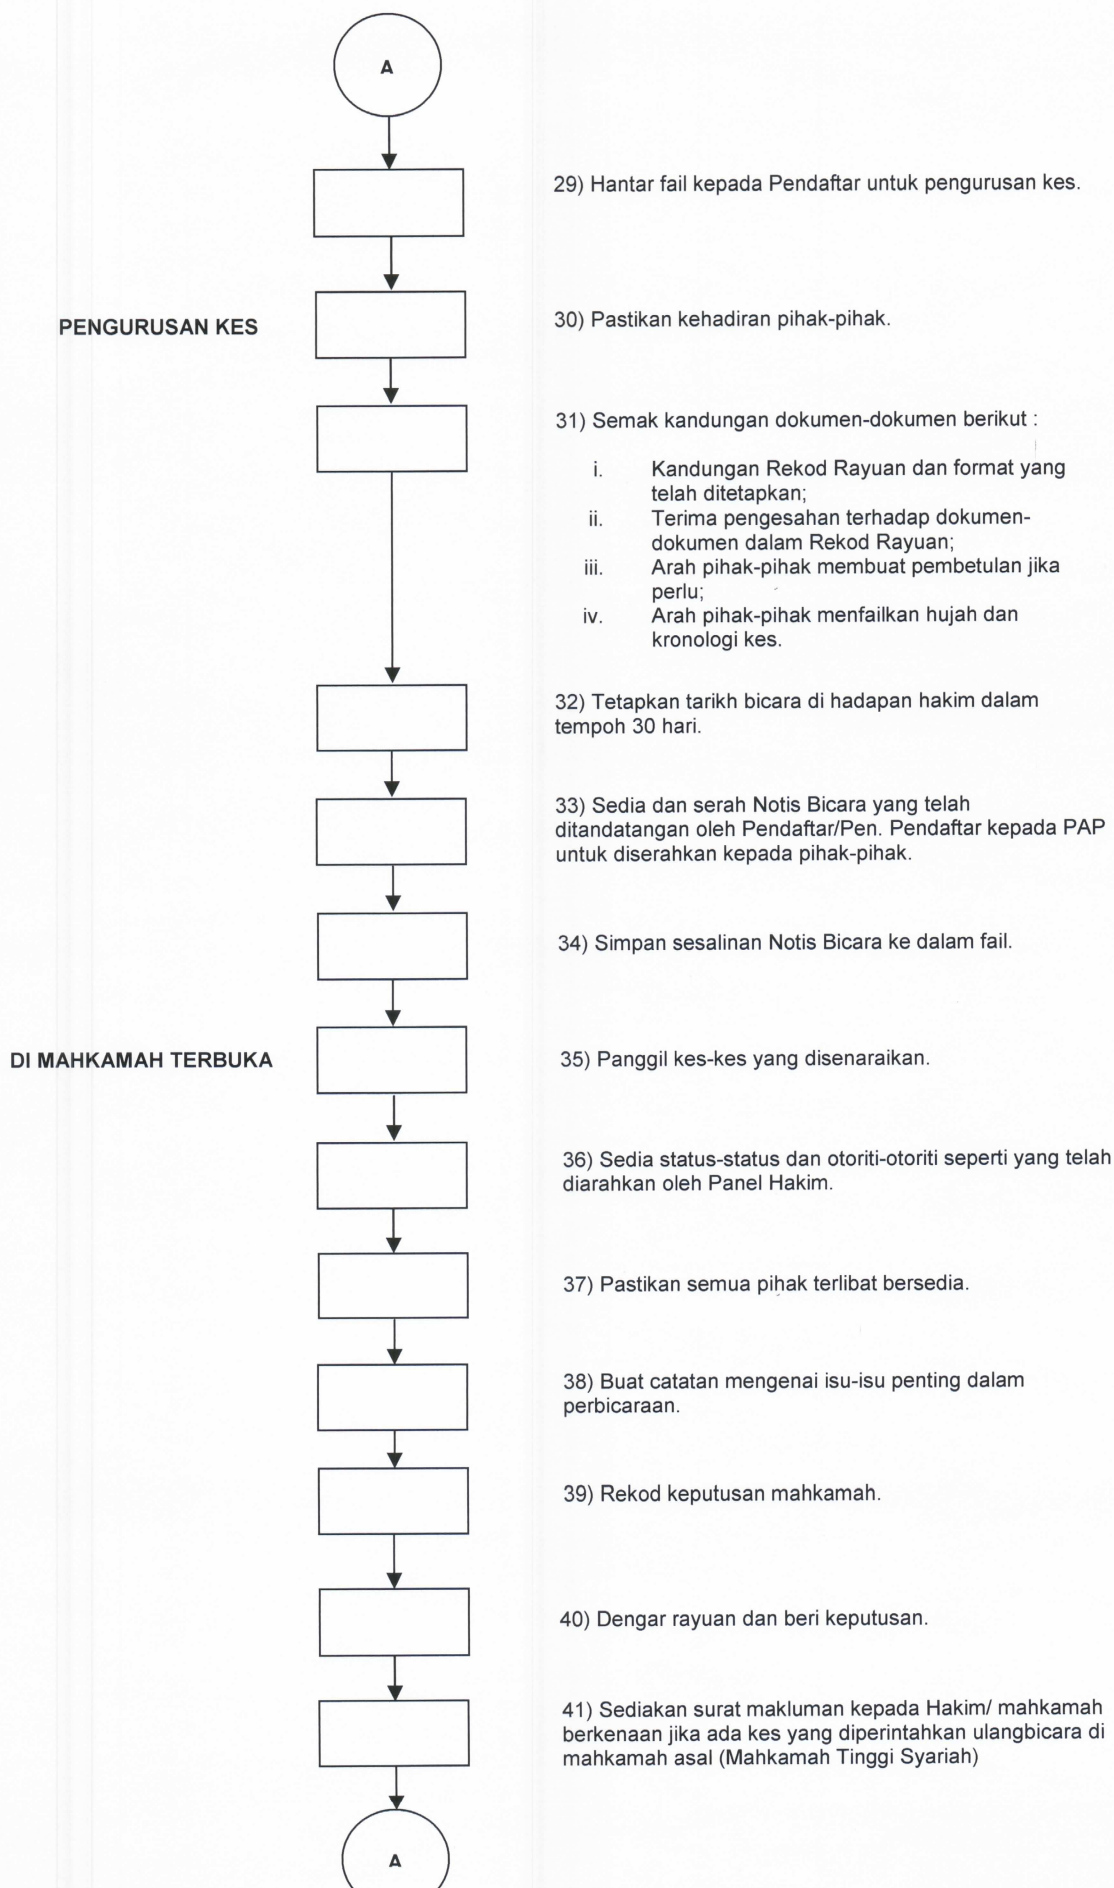 A
29) Hantar fail kepada Pendaftar untuk pengurusan kes.
PENGURUSAN KES
30) Pastikan kehadiran pihak-pihak.
31) Semak kandungan dokumen-dokumen berikut :
i. Kandungan Rekod Rayuan dan format yang
telah ditetapkan;
ii. Terima pengesahan terhadap dokumen-
dokumen dalam Rekod Rayuan;
iii. Arah pihak-pihak membuat pembetulan jika
perlu;
iv. Arah pihak-pihak menfailkan hujah dan
kronologi kes.
32) Tetapkan tarikh bicara di hadapan hakim dalam
tempoh 30 hari.
33) Sedia dan serah Notis Bicara yang telah
ditandatangan oleh Pendaftar/Pen. Pendaftar kepada PAP
untuk diserahkan kepada pihak-pihak.
34) Simpan sesalinan Notis Bicara ke dalam fail.
DI MAHKAMAH TERBUKA
35) Panggil kes-kes yang disenaraikan.
36) Sedia status-status dan otoriti-otoriti seperti yang telah
diarahkan oleh Panel Hakim.
37) Pastikan semua pihak terlibat bersedia.
38) Buat catatan mengenai isu-isu penting dalam
perbicaraan.
39) Rekod keputusan mahkamah.
40) Dengar rayuan dan beri keputusan.
41) Sediakan surat makluman kepada Hakim/ mahkamah
berkenaan jika ada kes yang diperintahkan ulangbicara di
mahkamah asal (Mahkamah Tinggi Syariah)
A